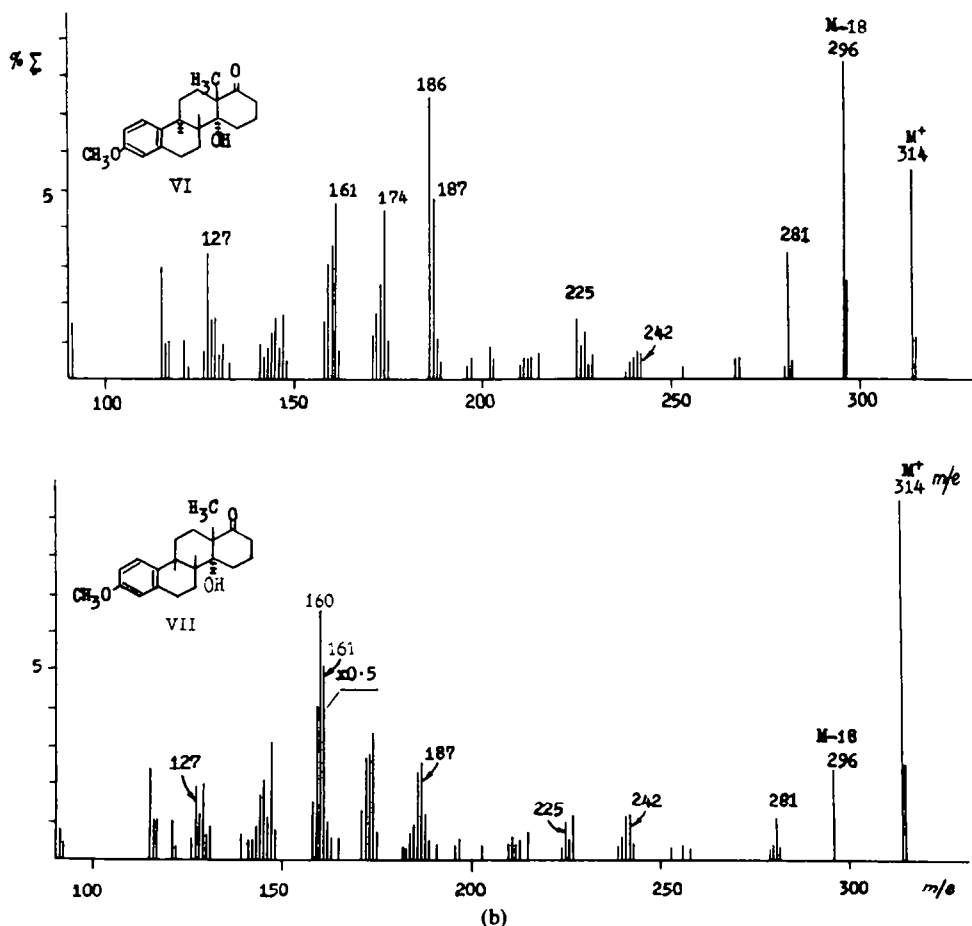 % Σ
5
H₃C
O
OH
CH₃O
VI
127
161
174
186
187
225
242
281
M-18
296
M⁺
314
100
150
200
250
300
M⁺ m/e
314
H₃C
O
OH
CH₃O
VII
5
127
160
161
x0·5
187
225
242
281
M-18
296
100
150
200
250
300
m/e
(b)